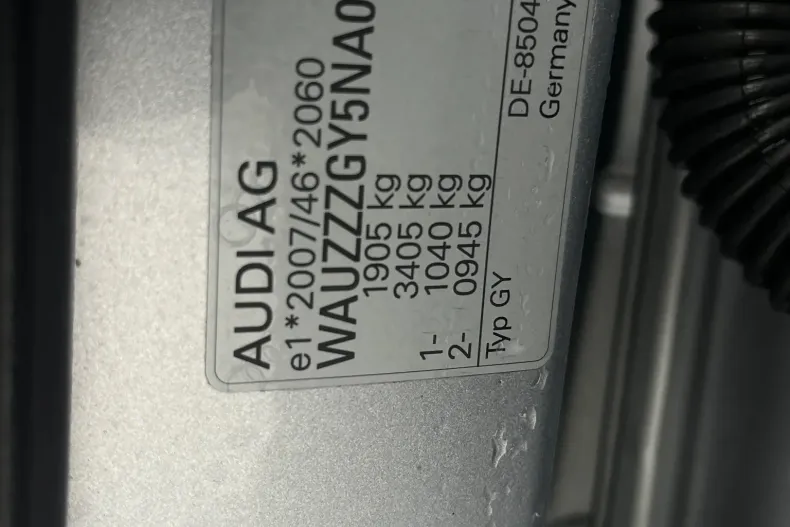 AUDI AG
e1*2007/46*2060
WAUZZZGY5NA0
1905 kg
3405 kg
1- 1040 kg
2- 0945 kg
Typ GY
DE-8504
Germany